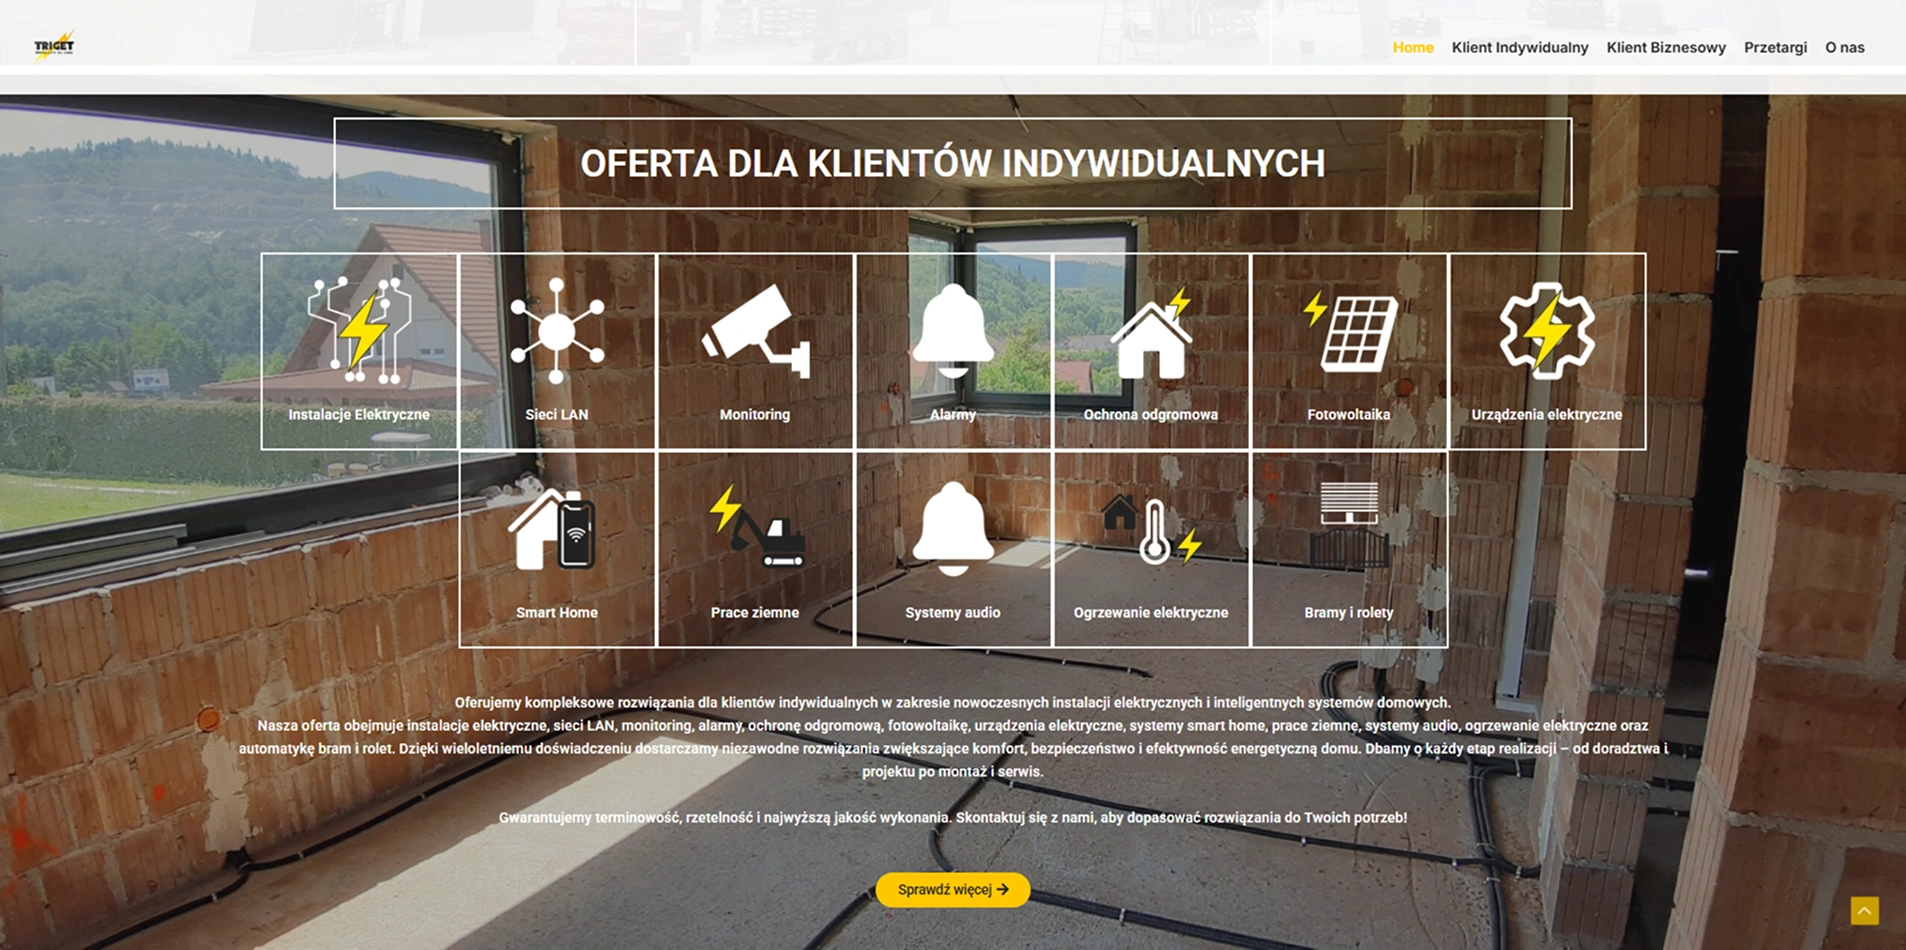 TRIGET
Home Klient Indywidualny Klient Biznesowy Przetargi O nas
OFERTA DLA KLIENTÓW INDYWIDUALNYCH
Instalacje Elektryczne
Sieci LAN
Monitoring
Alarmy
Ochrona odgromowa
Fotowoltaika
Urządzenia elektryczne
Smart Home
Prace ziemne
Systemy audio
Ogrzewanie elektryczne
Bramy i rolety
Oferujemy kompleksowe rozwiązania dla klientów indywidualnych w zakresie nowoczesnych instalacji elektrycznych i inteligentnych systemów domowych.
Nasza oferta obejmuje instalacje elektryczne, sieci LAN, monitoring, alarmy, ochronę odgromową, fotowoltaikę, urządzenia elektryczne, systemy smart home, prace ziemne, systemy audio, ogrzewanie elektryczne oraz
automatykę bram i rolet. Dzięki wieloletniemu doświadczeniu dostarczamy niezawodne rozwiązania zwiększające komfort, bezpieczeństwo i efektywność energetyczną domu. Dbamy o każdy etap realizacji – od doradztwa i
projektu po montaż i serwis.
Gwarantujemy terminowość, rzetelność i najwyższą jakość wykonania. Skontaktuj się z nami, aby dopasować rozwiązania do Twoich potrzeb!
Sprawdź więcej →